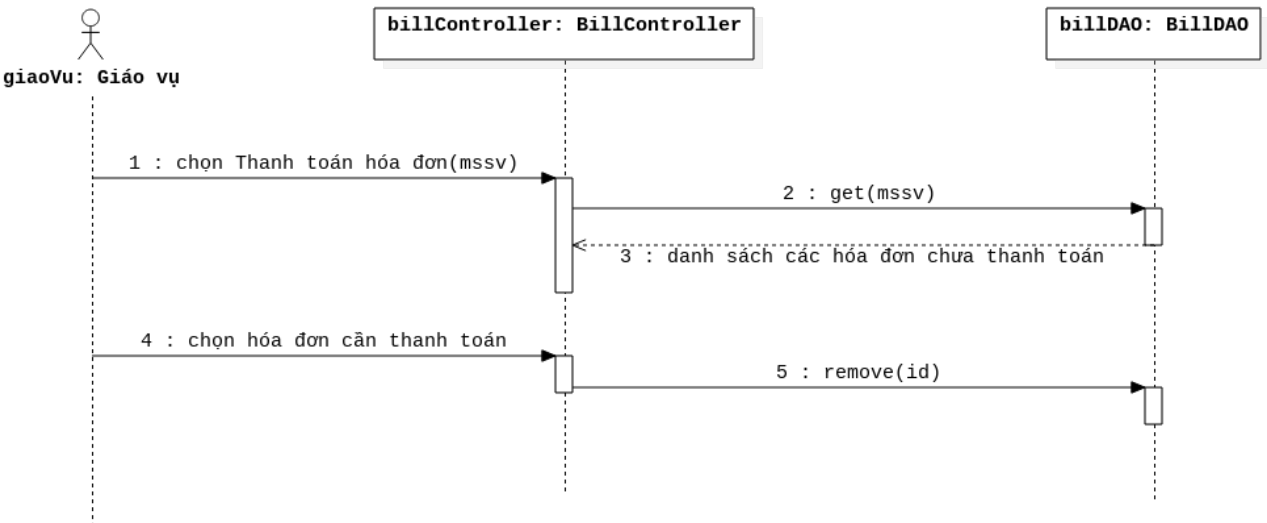 billController: BillController
billDAO: BillDAO
giaoVu: Giáo vụ
1 : chọn Thanh toán hóa đơn(mssv)
2 : get(mssv)
3 : danh sách các hóa đơn chưa thanh toán
4 : chọn hóa đơn cần thanh toán
5 : remove(id)